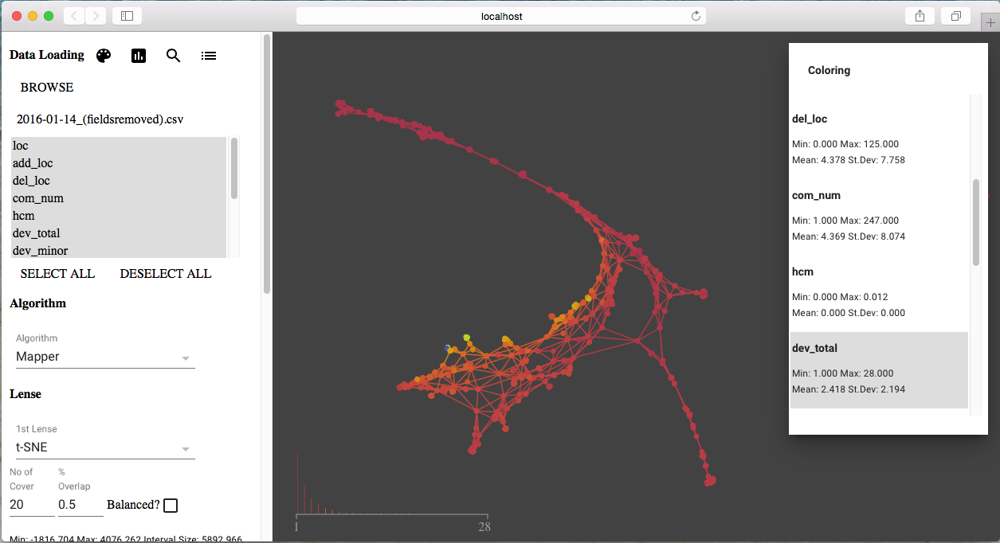 localhost
Data Loading
BROWSE
2016-01-14_(fieldsremoved).csv
loc
add_loc
del_loc
com_num
hcm
dev_total
dev_minor
SELECT ALL DESELECT ALL
Algorithm
Algorithm
Mapper
Lense
1st Lense
t-SNE
No of Cover
% Overlap
20
0.5
Balanced?
Min: -1816.704 Max: 4076.262 Interval Size: 5892.966
1 28
Coloring
del_loc
Min: 0.000 Max: 125.000
Mean: 4.378 St.Dev: 7.758
com_num
Min: 1.000 Max: 247.000
Mean: 4.369 St.Dev: 8.074
hcm
Min: 0.000 Max: 0.012
Mean: 0.000 St.Dev: 0.000
dev_total
Min: 1.000 Max: 28.000
Mean: 2.418 St.Dev: 2.194